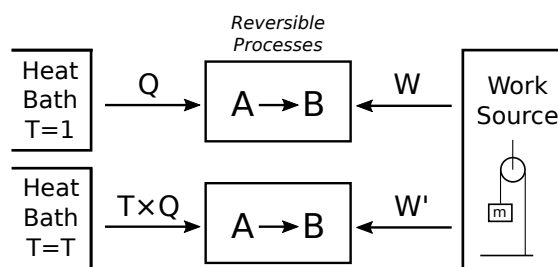 Reversible
Processes
Heat
Bath
T=1
Q
A B
W
Work
Source
m
Heat
Bath
T=T
T×Q
A B
W'